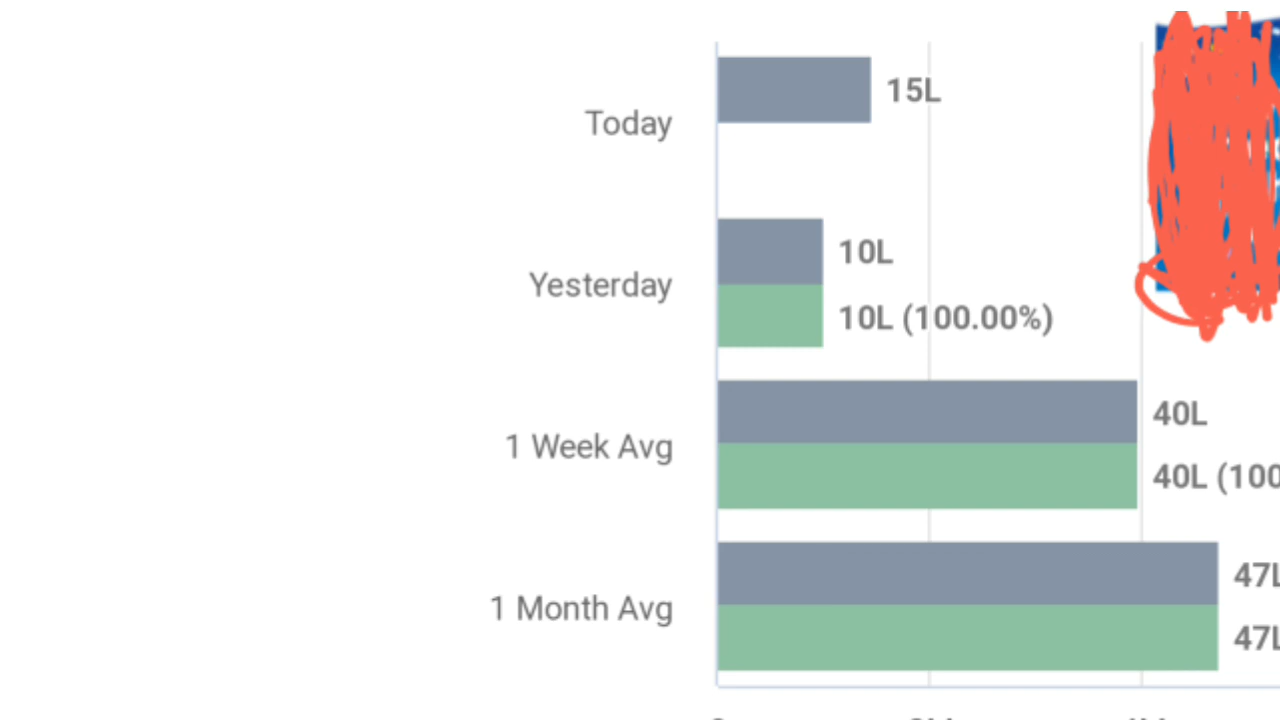 15L
Today
10L
Yesterday
10L (100.00%)
40L
1 Week Avg
40L (100
47L
1 Month Avg
47L